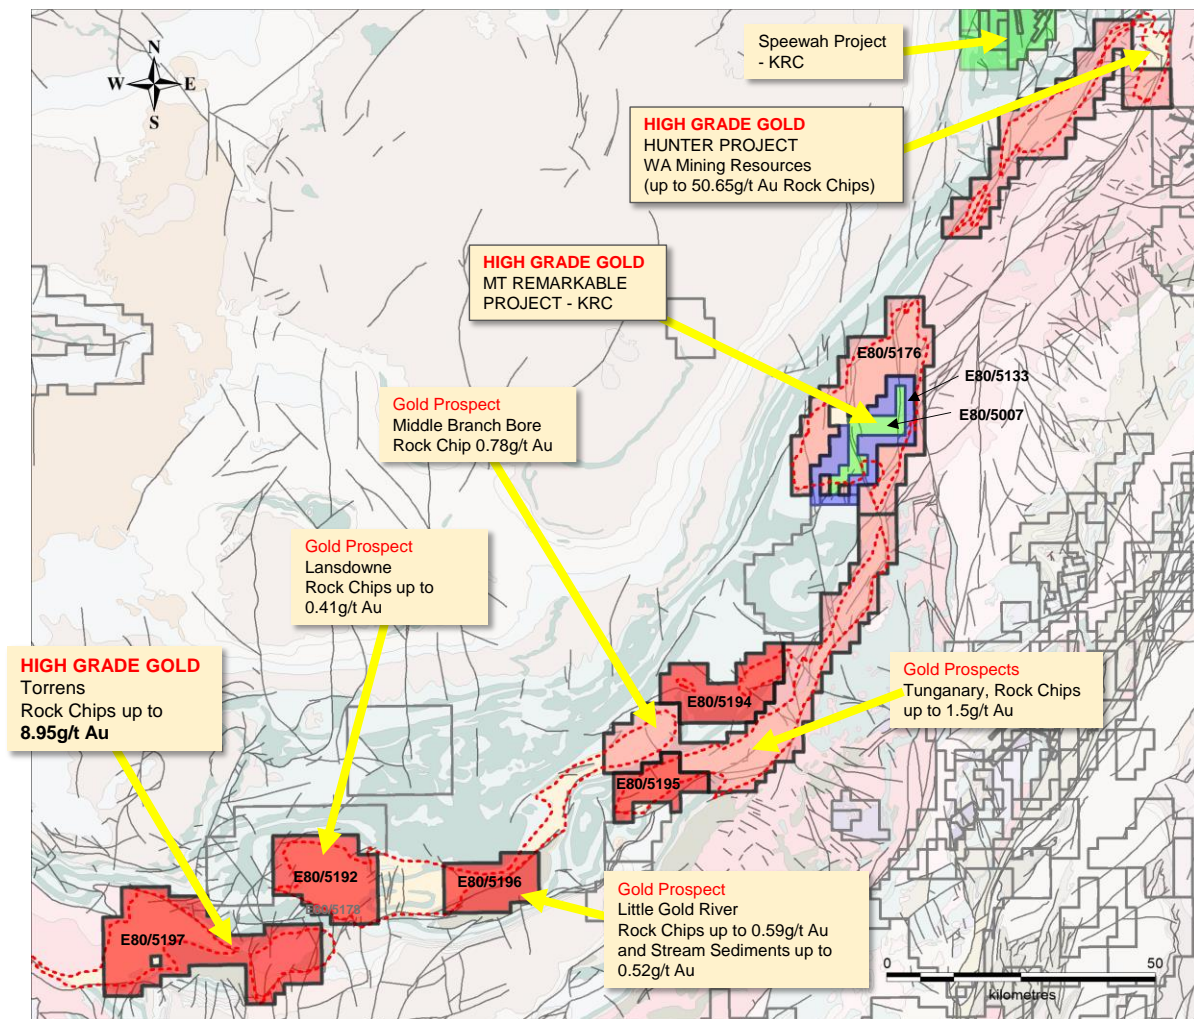 N
W
E
S
Speewah Project
- KRC
HIGH GRADE GOLD
HUNTER PROJECT
WA Mining Resources
(up to 50.65g/t Au Rock Chips)
HIGH GRADE GOLD
MT REMARKABLE
PROJECT - KRC
E80/5176
E80/5133
E80/5007
Gold Prospect
Middle Branch Bore
Rock Chip 0.78g/t Au
Gold Prospect
Lansdowne
Rock Chips up to
0.41g/t Au
HIGH GRADE GOLD
Torrens
Rock Chips up to
8.95g/t Au
Gold Prospects
Tunganary, Rock Chips
up to 1.5g/t Au
E80/5194
E80/5195
E80/5192
E80/5196
E80/5178
E80/5197
Gold Prospect
Little Gold River
Rock Chips up to 0.59g/t Au
and Stream Sediments up to
0.52g/t Au
0
50
kilometres